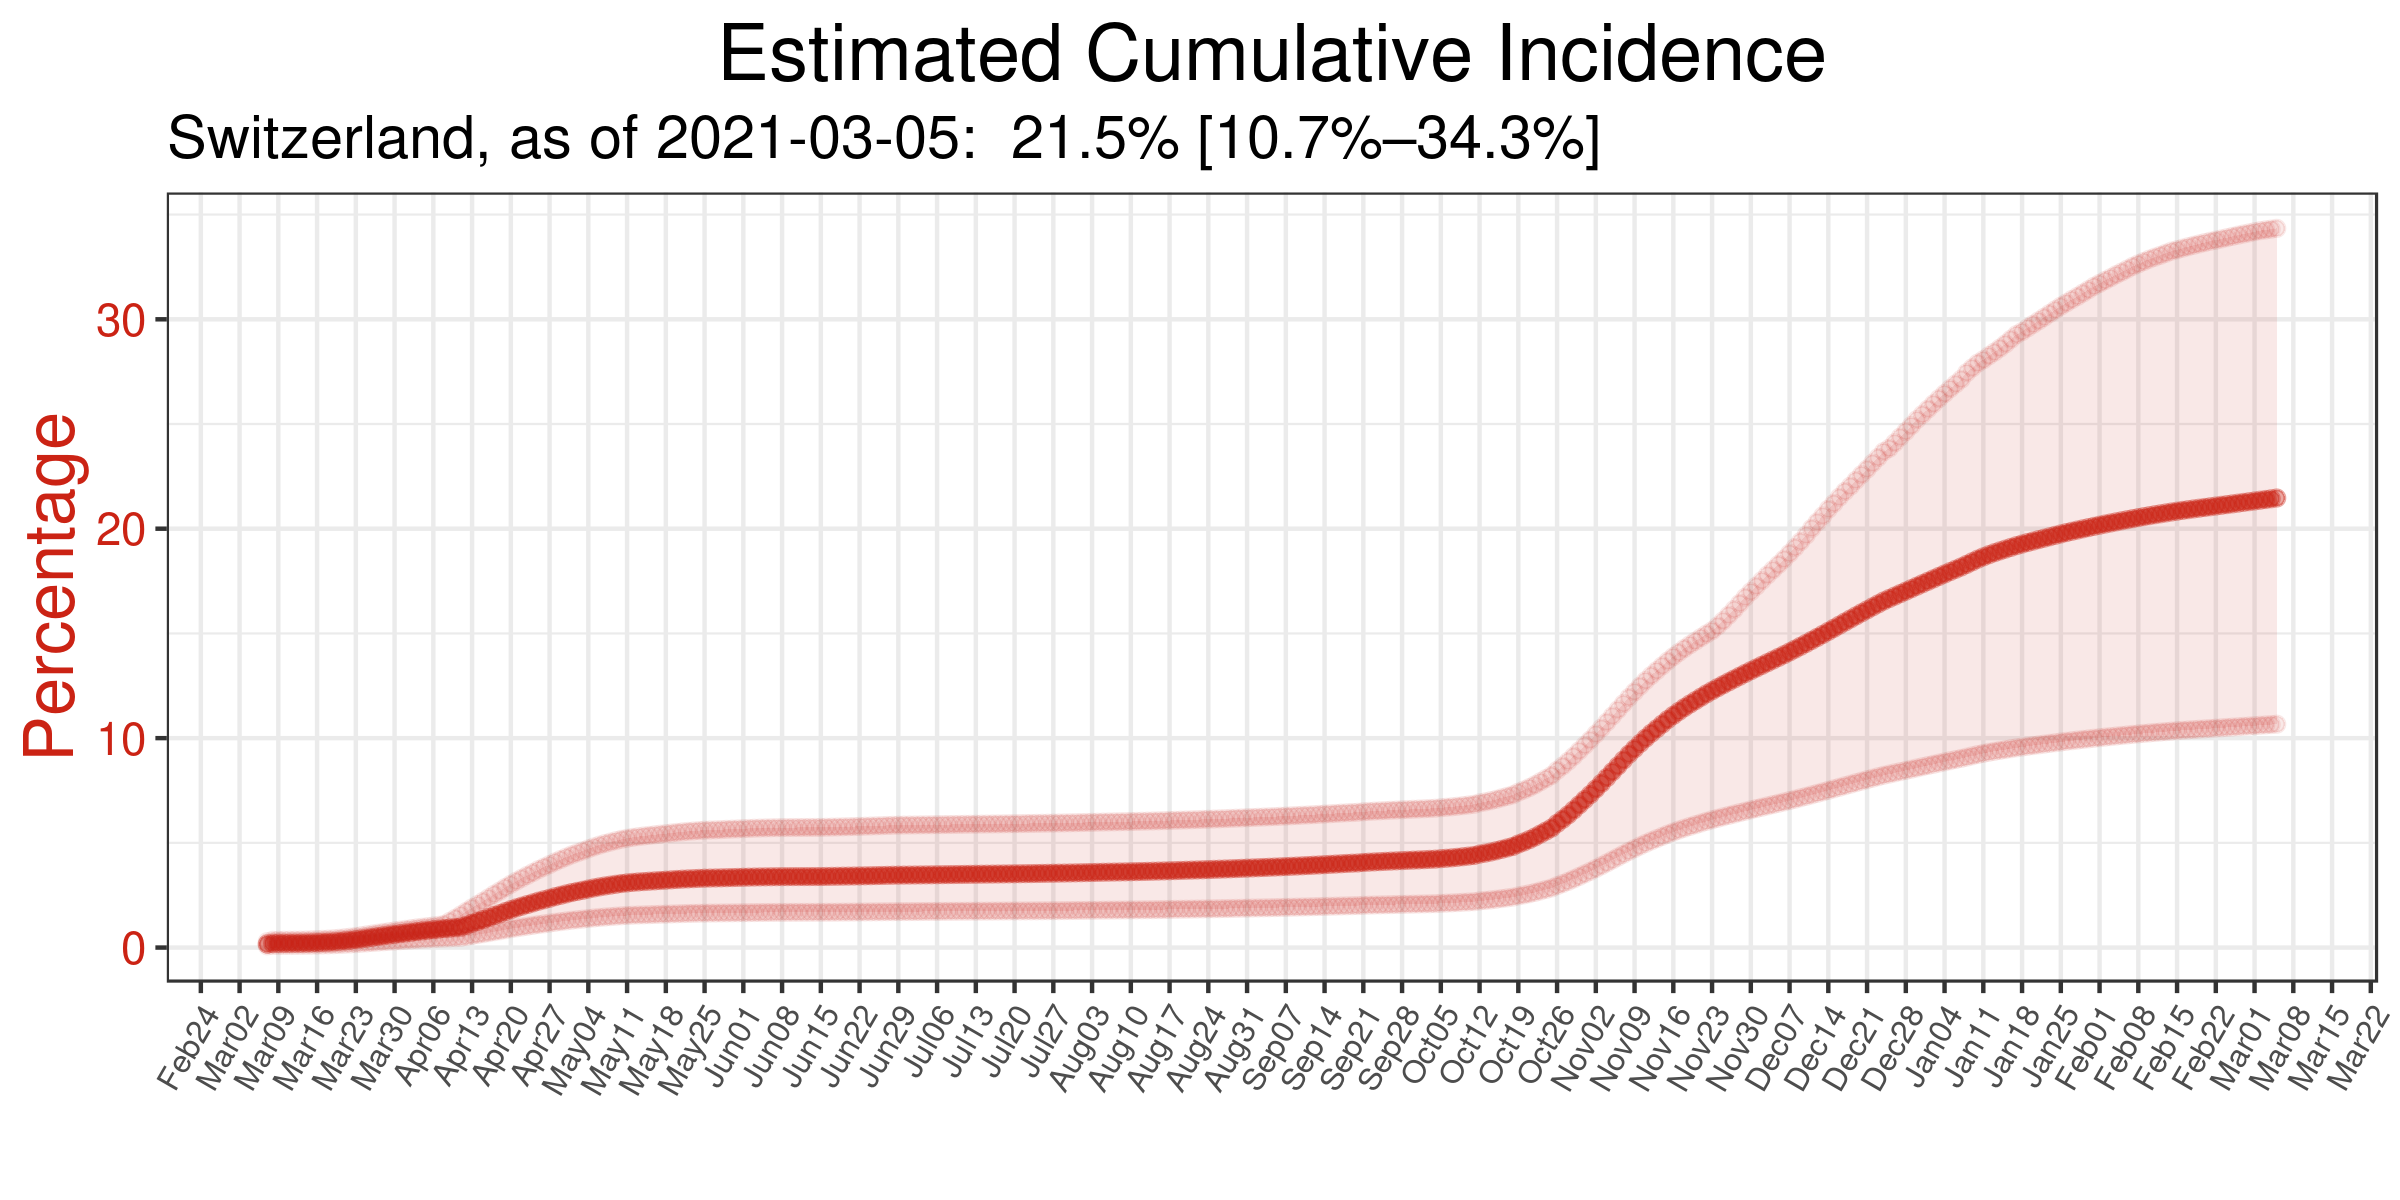 Estimated Cumulative Incidence
Switzerland, as of 2021-03-05:  21.5% [10.7%–34.3%]
Percentage
30
20
10
0
Feb24
Mar02
Mar09
Mar16
Mar23
Mar30
Apr06
Apr13
Apr20
Apr27
May04
May11
May18
May25
Jun01
Jun08
Jun15
Jun22
Jun29
Jul06
Jul13
Jul20
Jul27
Aug03
Aug10
Aug17
Aug24
Aug31
Sep07
Sep14
Sep21
Sep28
Oct05
Oct12
Oct19
Oct26
Nov02
Nov09
Nov16
Nov23
Nov30
Dec07
Dec14
Dec21
Dec28
Jan04
Jan11
Jan18
Jan25
Feb01
Feb08
Feb15
Feb22
Mar01
Mar08
Mar15
Mar22